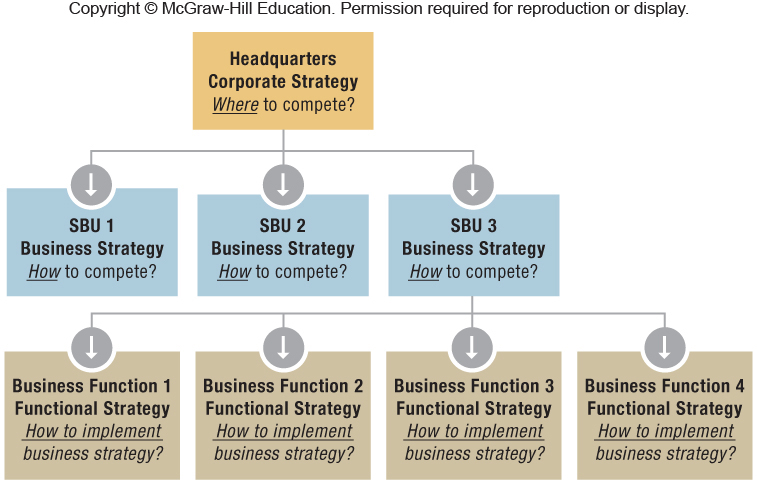 Copyright © McGraw-Hill Education. Permission required for reproduction or display.
Headquarters
Corporate Strategy
Where to compete?
SBU 1
Business Strategy
How to compete?
SBU 2
Business Strategy
How to compete?
SBU 3
Business Strategy
How to compete?
Business Function 1
Functional Strategy
How to implement
business strategy?
Business Function 2
Functional Strategy
How to implement
business strategy?
Business Function 3
Functional Strategy
How to implement
business strategy?
Business Function 4
Functional Strategy
How to implement
business strategy?